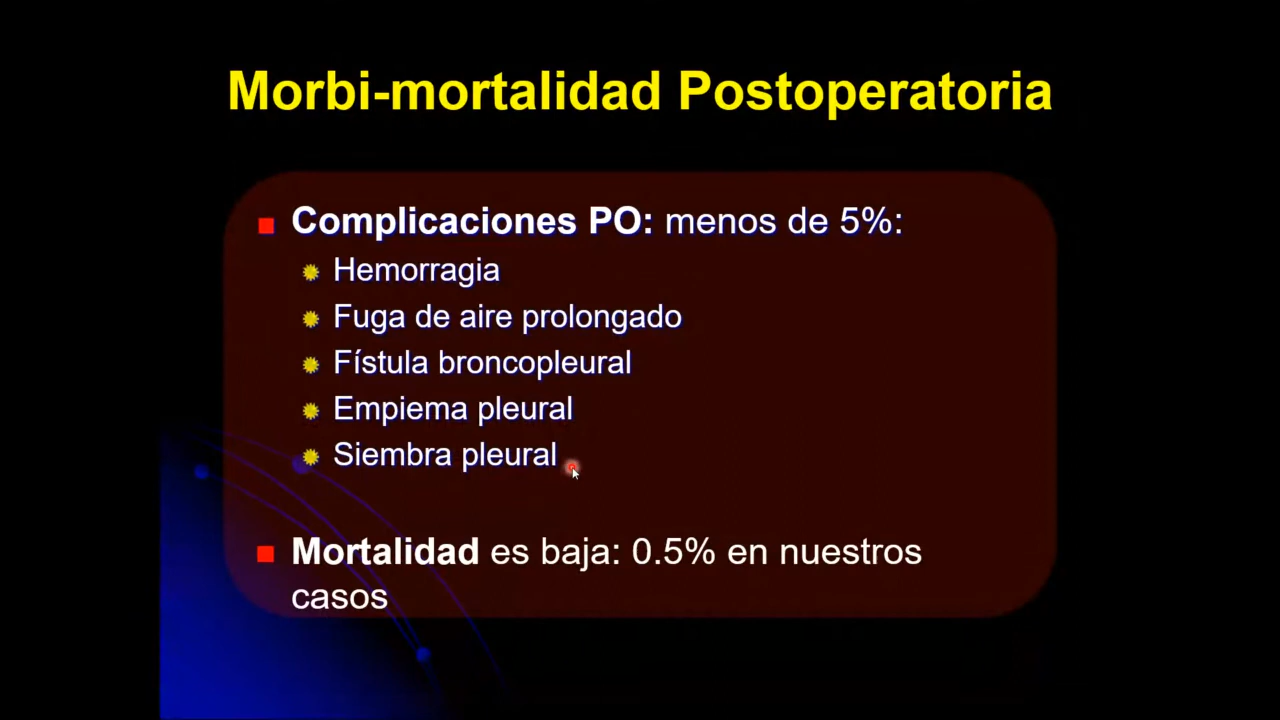 Morbi-mortalidad Postoperatoria
Complicaciones PO: menos de 5%:
Hemorragia
Fuga de aire prolongado
Fístula broncopleural
Empiema pleural
Siembra pleural
Mortalidad es baja: 0.5% en nuestros
casos